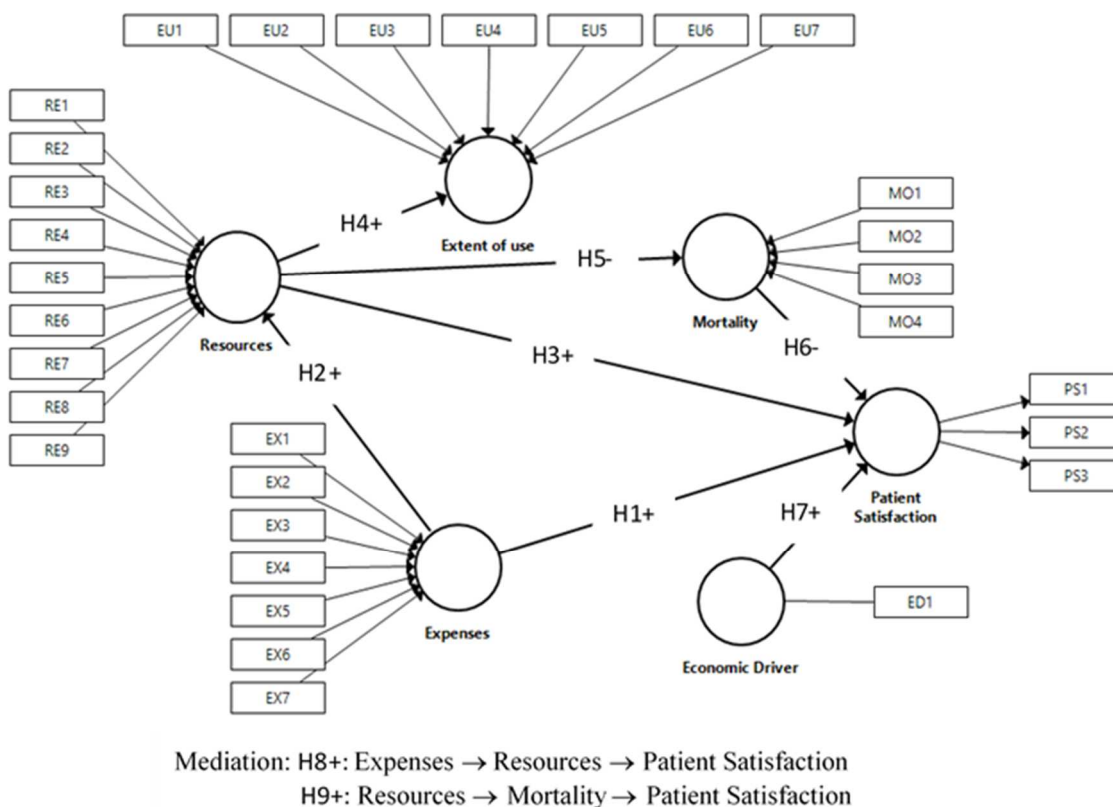 EU1 EU2 EU3 EU4 EU5 EU6 EU7
RE1
RE2
RE3
RE4
RE5
RE6
RE7
RE8
RE9
Resources
H4+
Extent of use
H5-
MO1
MO2
MO3
MO4
Mortality
H6-
H3+
H2+
EX1
EX2
EX3
EX4
EX5
EX6
EX7
Expenses
H1+
PS1
PS2
PS3
Patient
Satisfaction
H7+
ED1
Economic Driver
Mediation: H8+: Expenses → Resources → Patient Satisfaction
H9+: Resources → Mortality → Patient Satisfaction